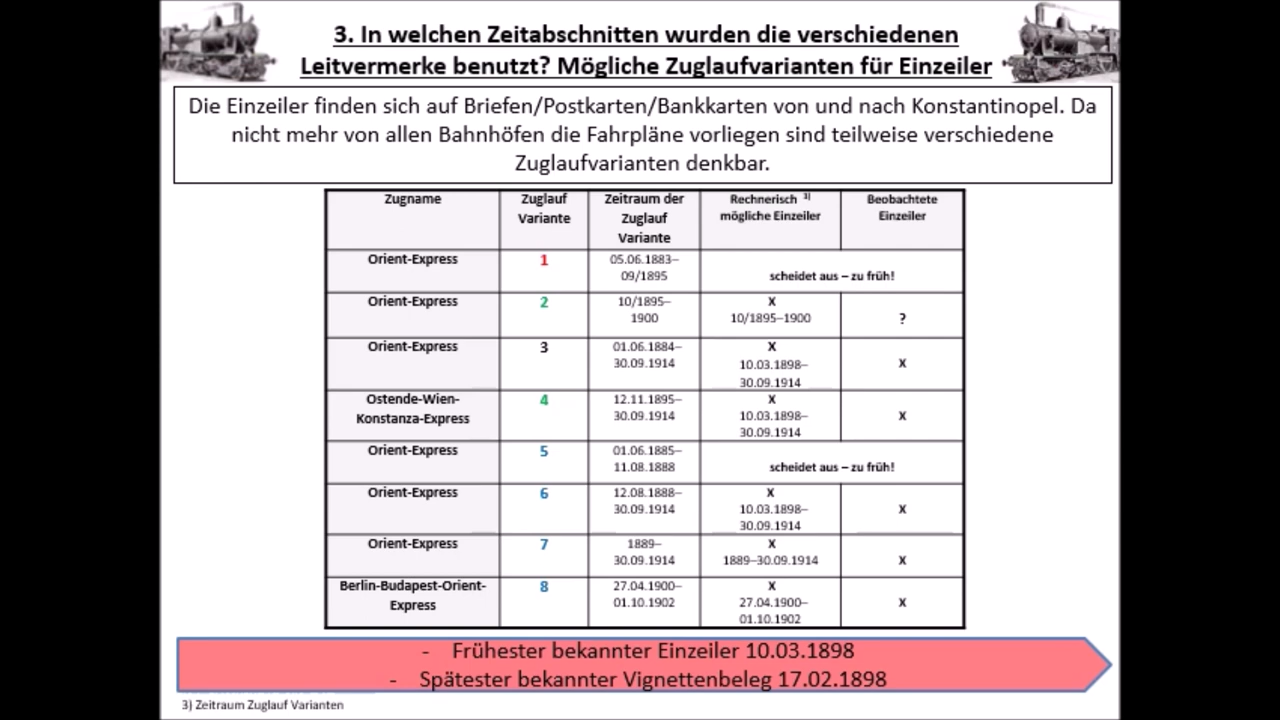 3. In welchen Zeitabschnitten wurden die verschiedenen
Leitvermerke benutzt? Mögliche Zuglaufvarianten für Einzeiler
Die Einzeiler finden sich auf Briefen/Postkarten/Bankkarten von und nach Konstantinopel. Da
nicht mehr von allen Bahnhöfen die Fahrpläne vorliegen sind teilweise verschiedene
Zuglaufvarianten denkbar.
Zugname
Zuglauf
Variante
Zeitraum der
Zuglauf
Variante
Rechnerisch 3)
mögliche Einzeiler
Beobachtete
Einzeiler
Orient-Express
1
05.06.1883–
09/1895
scheidet aus – zu früh!
Orient-Express
2
10/1895–
1900
X
10/1895–1900
?
Orient-Express
3
01.06.1884–
30.09.1914
X
10.03.1898–
30.09.1914
X
Ostende-Wien-
Konstanza-Express
4
12.11.1895–
30.09.1914
X
10.03.1898–
30.09.1914
X
Orient-Express
5
01.06.1885–
11.08.1888
scheidet aus – zu früh!
Orient-Express
6
12.08.1888–
30.09.1914
X
10.03.1898–
30.09.1914
X
Orient-Express
7
1889–
30.09.1914
X
1889–30.09.1914
X
Berlin-Budapest-Orient-
Express
8
27.04.1900–
01.10.1902
X
27.04.1900–
01.10.1902
X
- Frühester bekannter Einzeiler 10.03.1898
- Spätester bekannter Vignettenbeleg 17.02.1898
3) Zeitraum Zuglauf Varianten